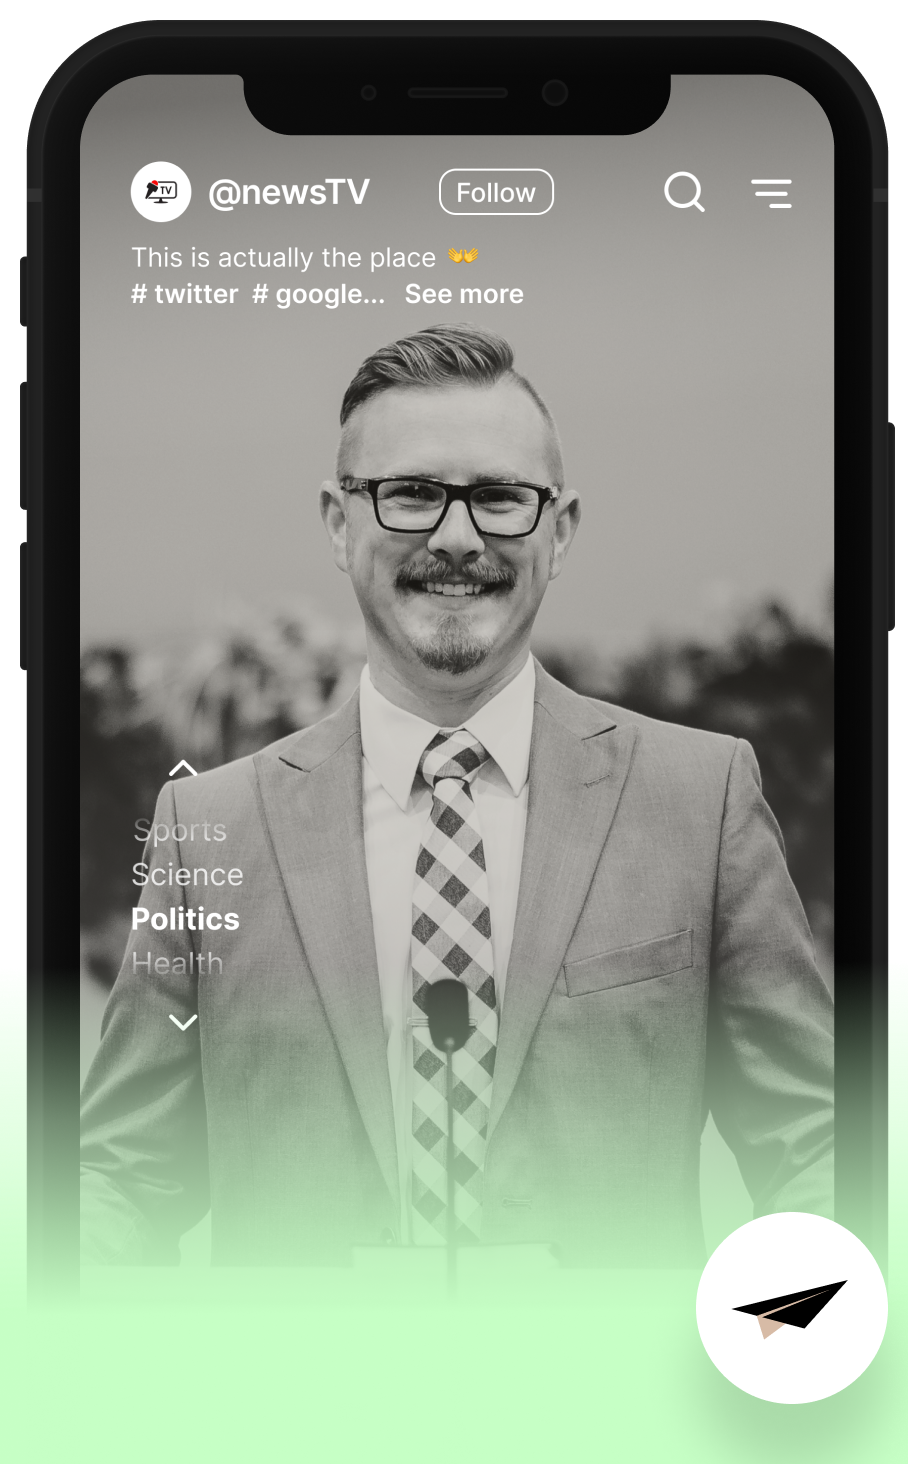 TV
@newsTV
Follow
This is actually the place 👐
# twitter # google... See more
Sports
Science
Politics
Health